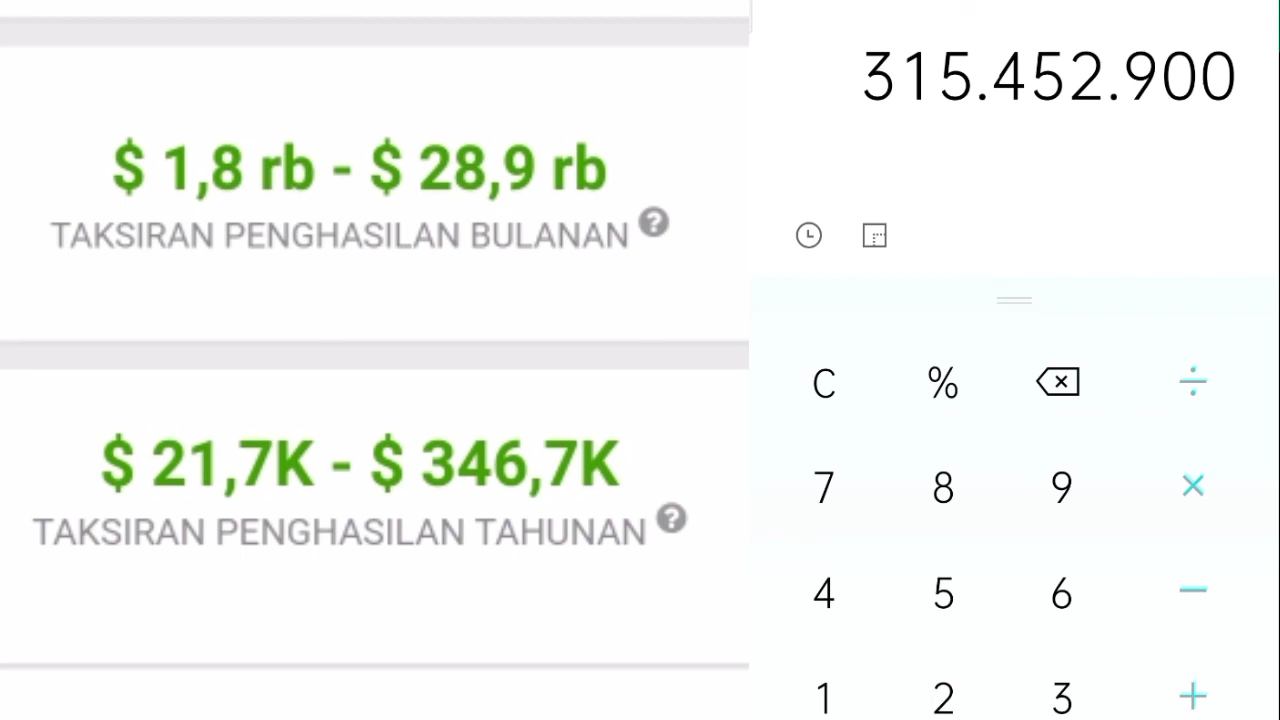 $ 1,8 rb - $ 28,9 rb
TAKSIRAN PENGHASILAN BULANAN ?
$ 21,7K - $ 346,7K
TAKSIRAN PENGHASILAN TAHUNAN ?
315.452.900
C % ÷
7 8 9 ×
4 5 6 −
1 2 3 +